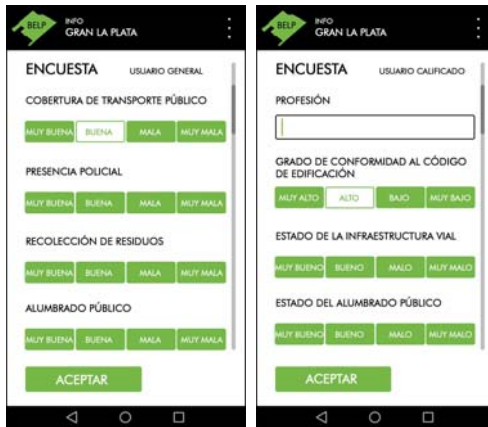 BELP
INFO
GRAN LA PLATA
ENCUESTA USUARIO GENERAL
COBERTURA DE TRANSPORTE PÚBLICO
MUY BUENA BUENA MALA MUY MALA
PRESENCIA POLICIAL
MUY BUENA BUENA MALA MUY MALA
RECOLECCIÓN DE RESIDUOS
MUY BUENA BUENA MALA MUY MALA
ALUMBRADO PÚBLICO
MUY BUENA BUENA MALA MUY MALA
ACEPTAR
BELP
INFO
GRAN LA PLATA
ENCUESTA USUARIO CALIFICADO
PROFESIÓN
GRADO DE CONFORMIDAD AL CÓDIGO
DE EDIFICACIÓN
MUY ALTO ALTO BAJO MUY BAJO
ESTADO DE LA INFRAESTRUCTURA VIAL
MUY BUENO BUENO MALO MUY MALO
ESTADO DEL ALUMBRADO PÚBLICO
MUY BUENO BUENO MALO MUY MALO
ACEPTAR